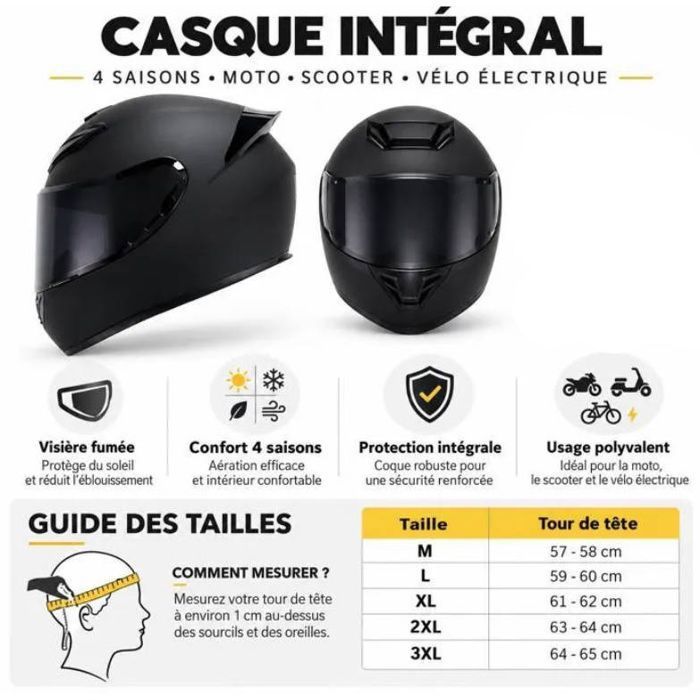 CASQUE INTÉGRAL
4 SAISONS • MOTO • SCOOTER • VÉLO ÉLECTRIQUE
Visière fumée
Protège du soleil
et réduit l'éblouissement
Confort 4 saisons
Aération efficace
et intérieur confortable
Protection intégrale
Coque robuste pour
une sécurité renforcée
Usage polyvalent
Idéal pour la moto,
le scooter et le vélo électrique
GUIDE DES TAILLES
COMMENT MESURER ?
Mesurez votre tour de tête
à environ 1 cm au-dessus
des sourcils et des oreilles.
Taille Tour de tête
M 57 - 58 cm
L 59 - 60 cm
XL 61 - 62 cm
2XL 63 - 64 cm
3XL 64 - 65 cm